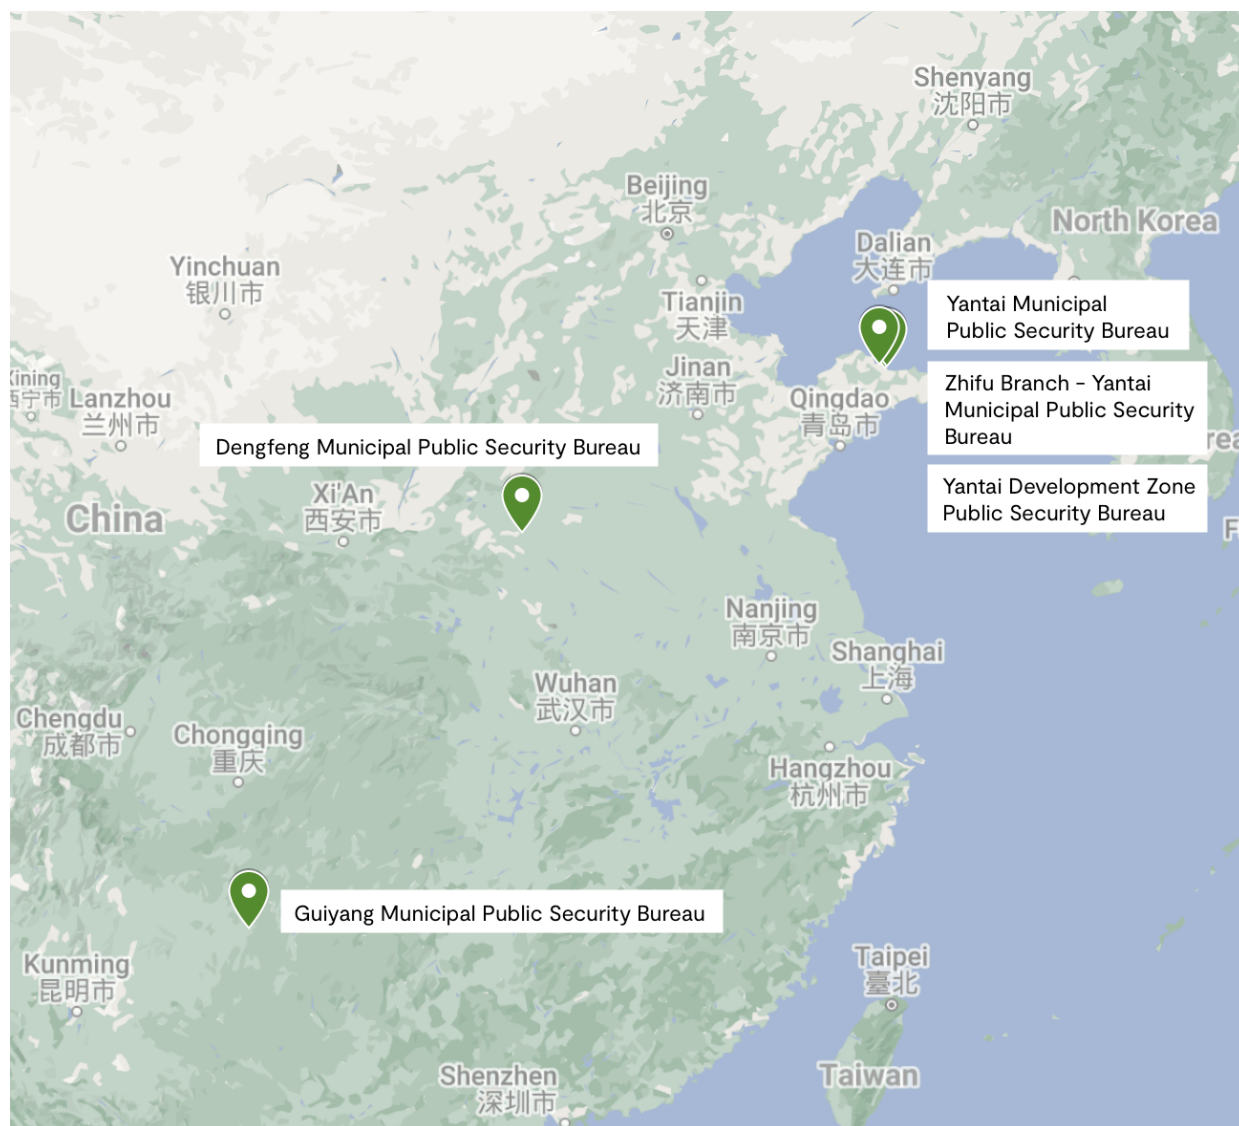 Shenyang
沈阳市
Beijing
北京
North Korea
Dalian
大连市
Yinchuan
银川市
Tianjin
天津
Yantai Municipal
Public Security Bureau
Jinan
济南市
Zhifu Branch - Yantai
Municipal Public Security
Bureau
Xining
西宁市
Lanzhou
兰州市
Qingdao
青岛市
Dengfeng Municipal Public Security Bureau
Yantai Development Zone
Public Security Bureau
Xi'An
西安市
China
Nanjing
南京市
Shanghai
上海
Wuhan
武汉市
Chengdu
成都市
Chongqing
重庆
Hangzhou
杭州市
Guiyang Municipal Public Security Bureau
Kunming
昆明市
Taipei
臺北
Taiwan
Shenzhen
深圳市